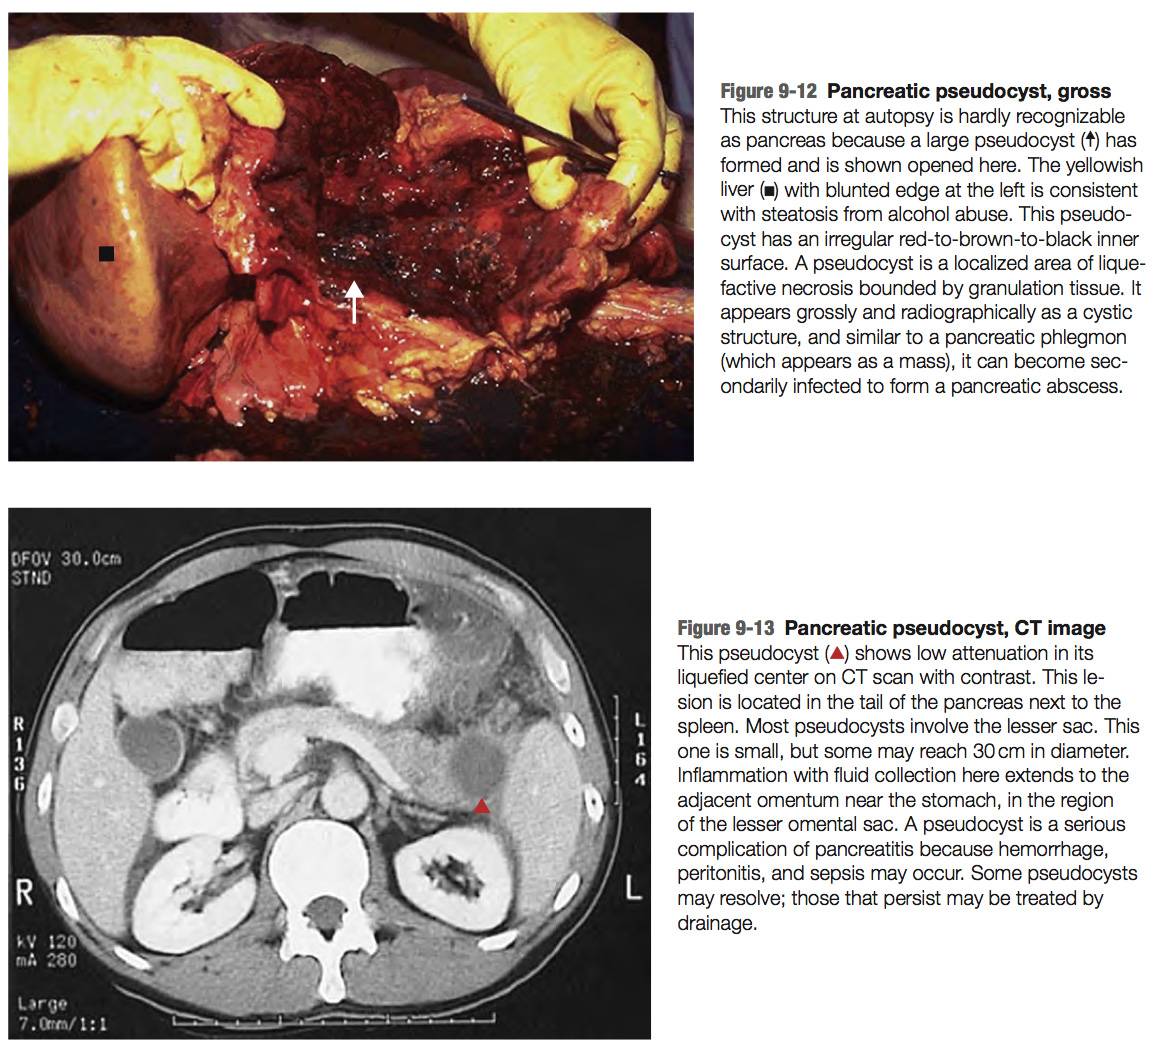 Figure 9-12 Pancreatic pseudocyst, gross
This structure at autopsy is hardly recognizable
as pancreas because a large pseudocyst (↑) has
formed and is shown opened here. The yellowish
liver (■) with blunted edge at the left is consistent
with steatosis from alcohol abuse. This pseudo-
cyst has an irregular red-to-brown-to-black inner
surface. A pseudocyst is a localized area of lique-
factive necrosis bounded by granulation tissue. It
appears grossly and radiographically as a cystic
structure, and similar to a pancreatic phlegmon
(which appears as a mass), it can become sec-
ondarily infected to form a pancreatic abscess.
DFOV 30.0cm
STND
R
1
3
6
L
1
6
4
R
L
kV 120
mA 280
Large
7.0mm/1:1
Figure 9-13 Pancreatic pseudocyst, CT image
This pseudocyst (▲) shows low attenuation in its
liquefied center on CT scan with contrast. This le-
sion is located in the tail of the pancreas next to the
spleen. Most pseudocysts involve the lesser sac. This
one is small, but some may reach 30 cm in diameter.
Inflammation with fluid collection here extends to the
adjacent omentum near the stomach, in the region
of the lesser omental sac. A pseudocyst is a serious
complication of pancreatitis because hemorrhage,
peritonitis, and sepsis may occur. Some pseudocysts
may resolve; those that persist may be treated by
drainage.